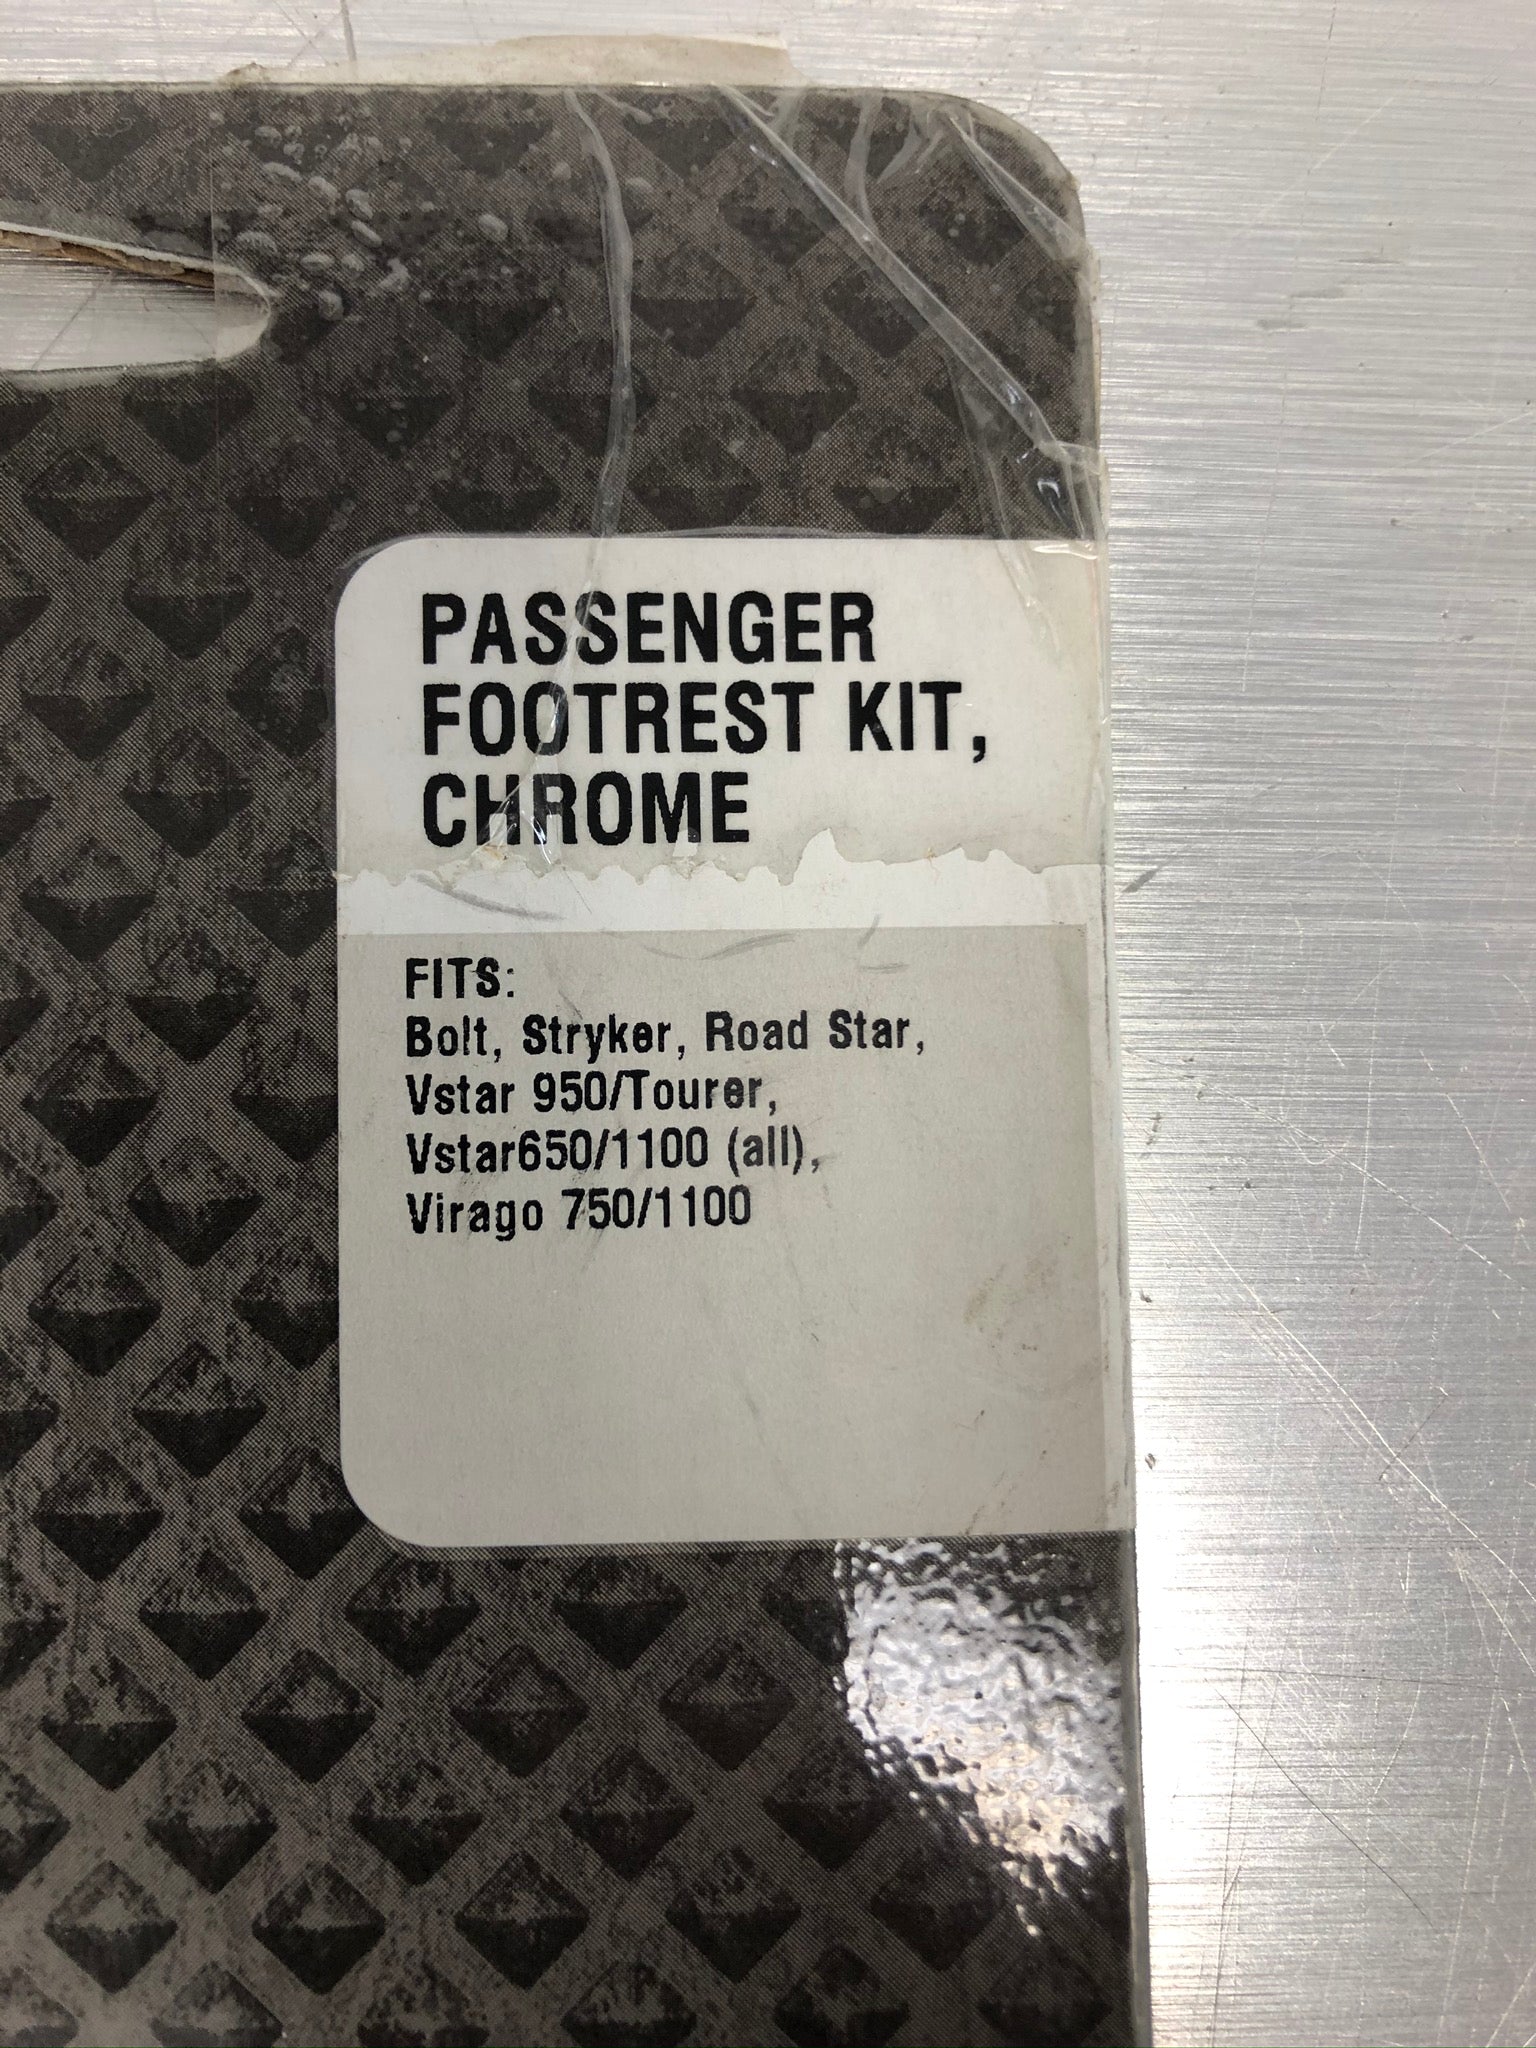 PASSENGER
FOOTREST KIT,
CHROME
FITS:
Bolt, Stryker, Road Star,
Vstar 950/Tourer,
Vstar650/1100 (all),
Virago 750/1100